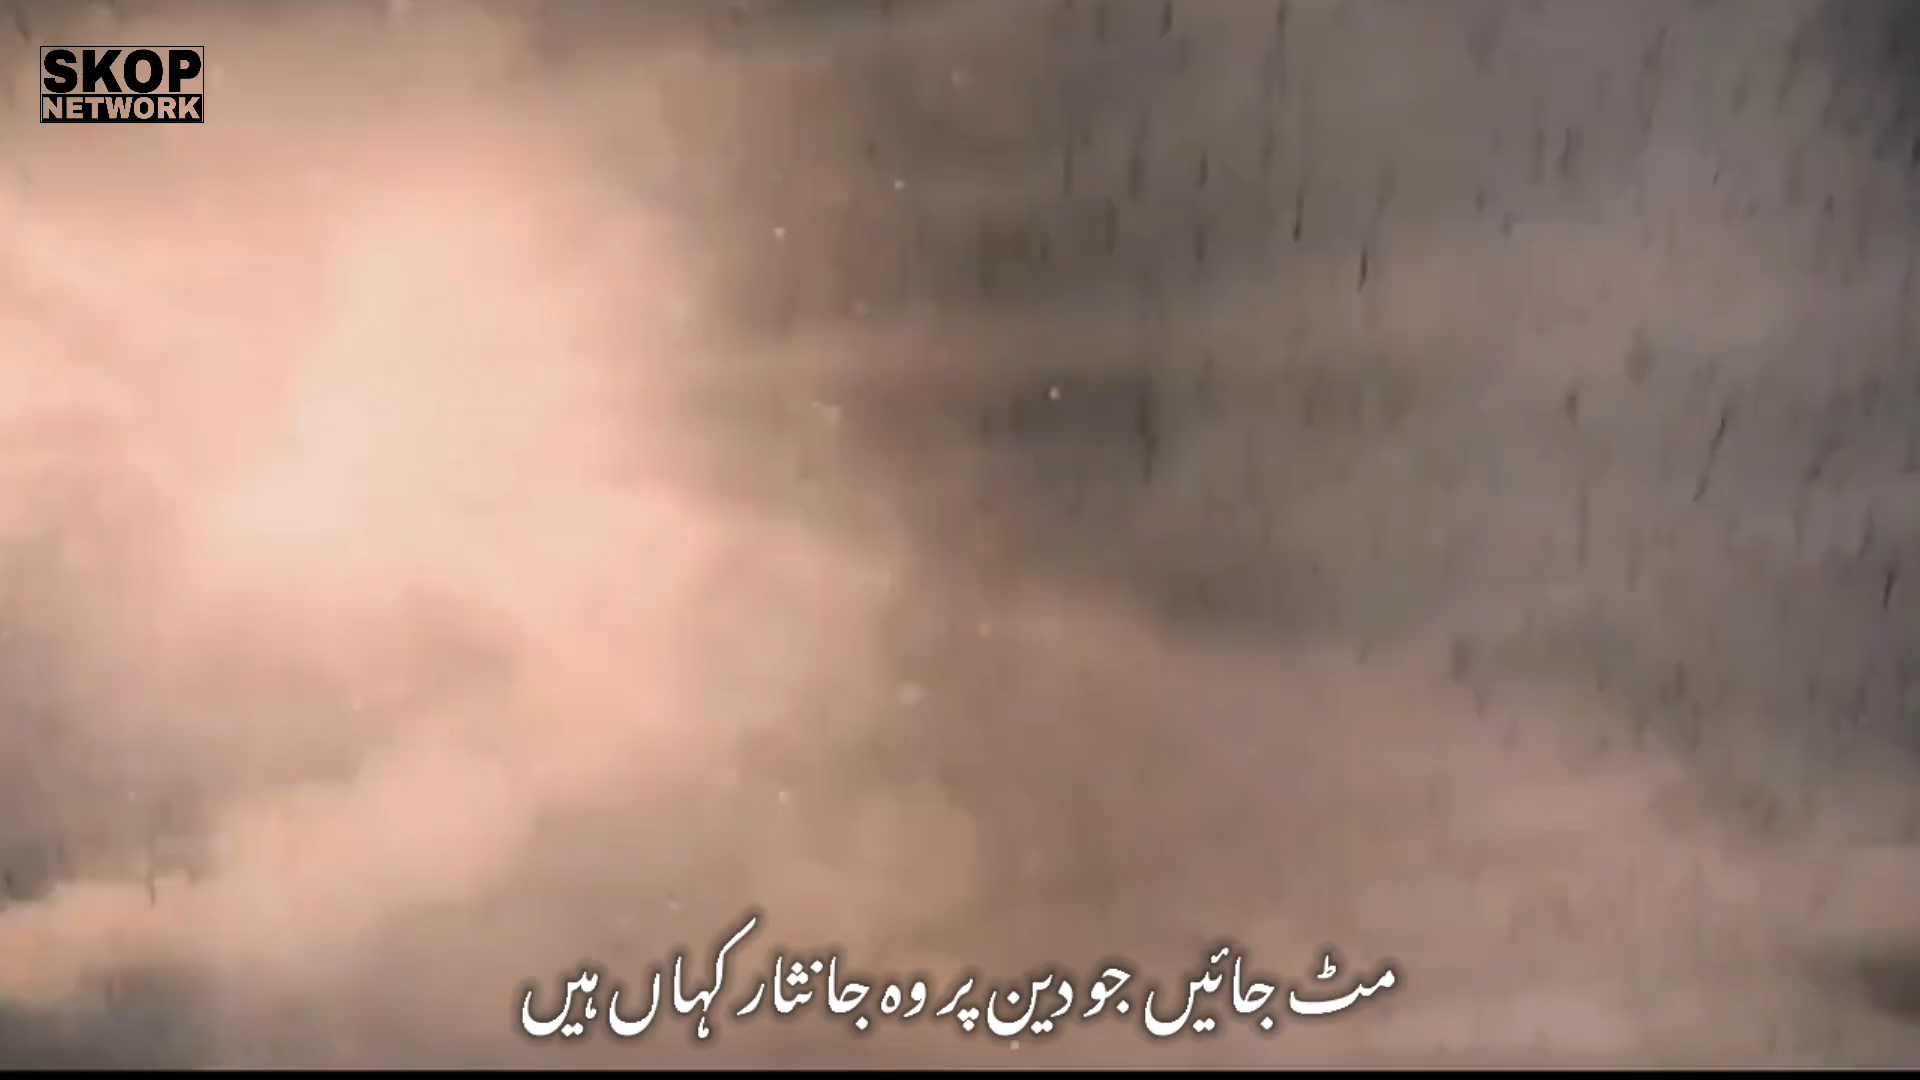 SKOP
NETWORK
مٹ جائیں جو دین پر وہ جانثار کہاں ہیں